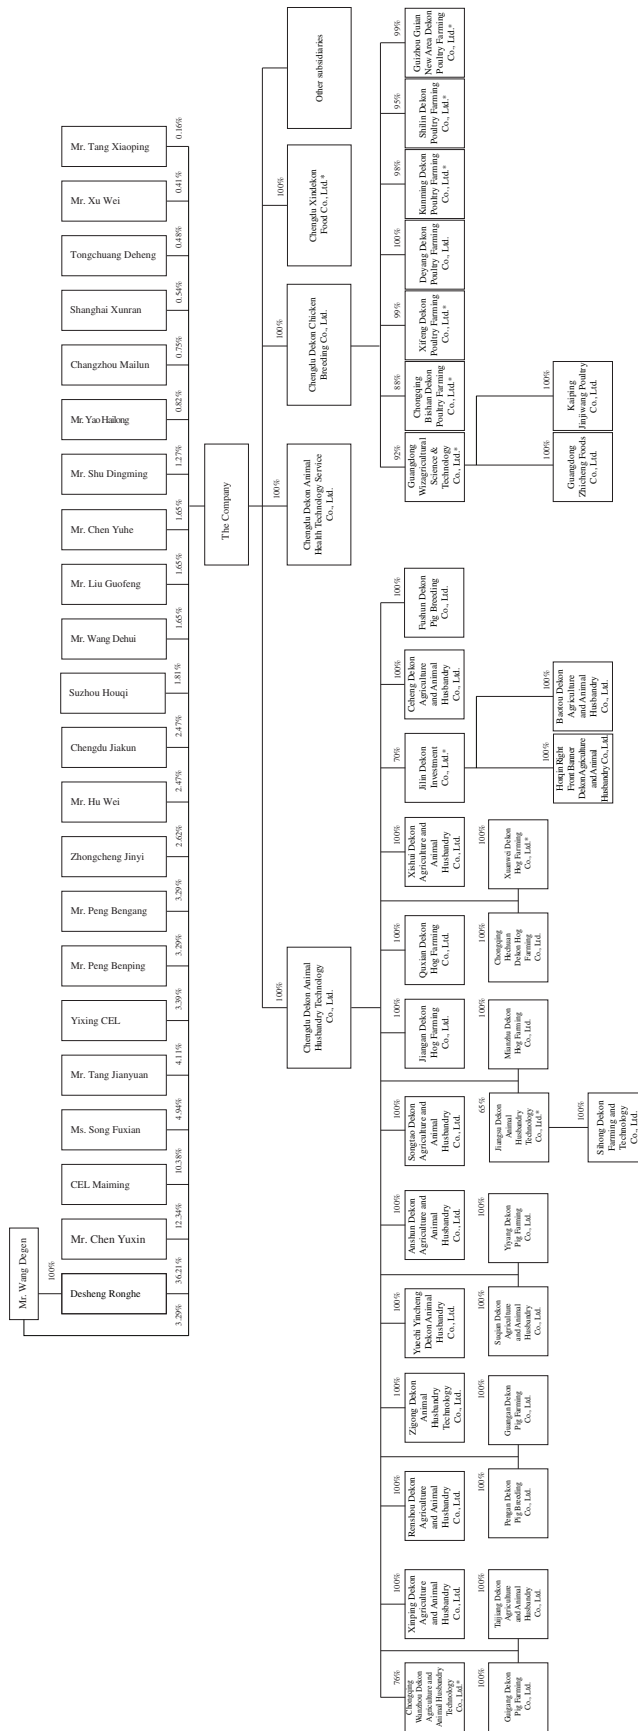 Mr. Wang Degen
100%
Desheng Ronghe
Mr. Chen Yuxin
CEL Maiming
Ms. Song Fuxian
Mr. Tang Jianyuan
Yixing CEL
Mr. Peng Benping
Mr. Peng Bengang
Zhongcheng Jinyi
Mr. Hu Wei
Chengdu Jiakun
Suzhou Houqi
Mr. Wang Dehui
Mr. Liu Guofeng
Mr. Chen Yuhe
Mr. Shu Dingming
Mr. Yao Hailong
Changzhou Mailun
Shanghai Xunran
Tongchuang Deheng
Mr. Xu Wei
Mr. Tang Xiaoping
3.29%
36.21%
12.34%
10.38%
4.94%
4.11%
3.39%
3.29%
3.29%
2.62%
2.47%
2.47%
1.81%
1.65%
1.65%
1.65%
1.27%
0.82%
0.75%
0.54%
0.48%
0.41%
0.16%
The Company
100%
Chengdu Dekon Animal
Husbandry Technology
Co., Ltd.
100%
Chengdu Dekon Animal
Health Technology Service
Co., Ltd.
100%
Chengdu Dekon Chicken
Breeding Co., Ltd.
100%
Chengdu Xindekon
Food Co., Ltd.*
Other subsidiaries
76%
Chongqing
Wanzhou Dekon
Agriculture and
Animal Husbandry
Technology
Co., Ltd.*
100%
Xinping Dekon
Agriculture
and Animal
Husbandry
Co., Ltd.
100%
Renshou Dekon
Agriculture
and Animal
Husbandry
Co., Ltd.
100%
Zigong Dekon
Animal
Husbandry
Technology
Co., Ltd.
100%
Yuechi Yincheng
Dekon Animal
Husbandry
Co., Ltd.
100%
Anshun Dekon
Agriculture and
Animal
Husbandry
Co., Ltd.
100%
Songtao Dekon
Agriculture and
Animal
Husbandry
Co., Ltd.
100%
Jiangan Dekon
Hog Farming
Co., Ltd.
100%
Quxian Dekon
Hog Farming
Co., Ltd.
100%
Xishui Dekon
Agriculture and
Animal
Husbandry
Co., Ltd.
70%
Jilin Dekon
Investment
Co., Ltd.*
100%
Ceheng Dekon
Agriculture
and Animal
Husbandry
Co., Ltd.
100%
Fushun Dekon
Pig Breeding
Co., Ltd.
92%
Guangdong
Wizagricultural
Science &
Technology
Co., Ltd.*
88%
Chongqing
Bishan Dekon
Poultry Farming
Co., Ltd.*
99%
Xifeng Dekon
Poultry Farming
Co., Ltd.*
100%
Deyang Dekon
Poultry Farming
Co., Ltd.
98%
Kunming Dekon
Poultry Farming
Co., Ltd.*
95%
Shilin Dekon
Poultry Farming
Co., Ltd.*
99%
Guizhou Guian
New Area Dekon
Poultry Farming
Co., Ltd.*
100%
Guigang Dekon
Pig Farming
Co., Ltd.
100%
Taijiang Dekon
Agriculture
and Animal
Husbandry
Co., Ltd.
100%
Pengan Dekon
Pig Breeding
Co., Ltd.
100%
Guangan Dekon
Pig Farming
Co., Ltd.
100%
Suqian Dekon
Agriculture
and Animal
Husbandry
Co., Ltd.
100%
Yiyang Dekon
Pig Farming
Co., Ltd.
65%
Jiangsu Dekon
Animal
Husbandry
Technology
Co., Ltd.*
100%
Mianzhu Dekon
Hog Farming
Co., Ltd.
100%
Chongqing
Hechuan
Dekon Hog
Farming
Co., Ltd.
100%
Xuanwei Dekon
Hog Farming
Co., Ltd.*
100%
Horqin Right
Front Banner
Dekon Agriculture
and Animal
Husbandry Co., Ltd.
100%
Baotou Dekon
Agriculture
and Animal
Husbandry
Co., Ltd.
100%
Guangdong
Zhicheng Foods
Co., Ltd.
100%
Kaiping
Jinjiwang Poultry
Co., Ltd.
100%
Sihong Dekon
Farming and
Technology
Co., Ltd.